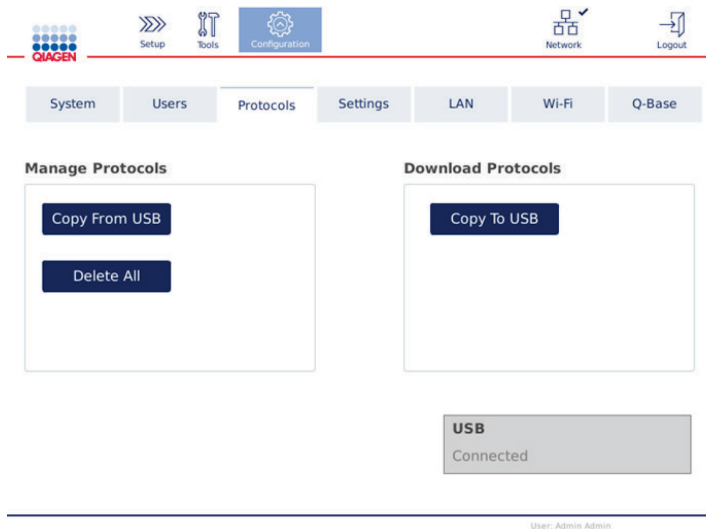 QIAGEN
Setup
Tools
Configuration
Network
Logout
System
Users
Protocols
Settings
LAN
Wi-Fi
Q-Base
Manage Protocols
Download Protocols
Copy From USB
Copy To USB
Delete All
USB
Connected
User: Admin Admin